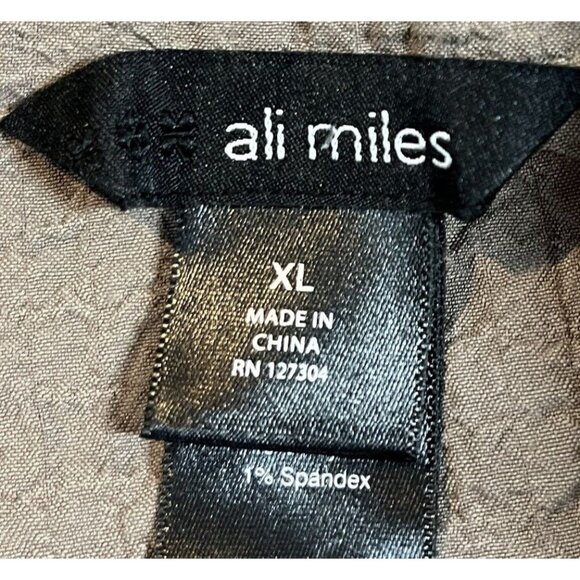 ali miles
XL
MADE IN
CHINA
RN 127304
1% Spandex